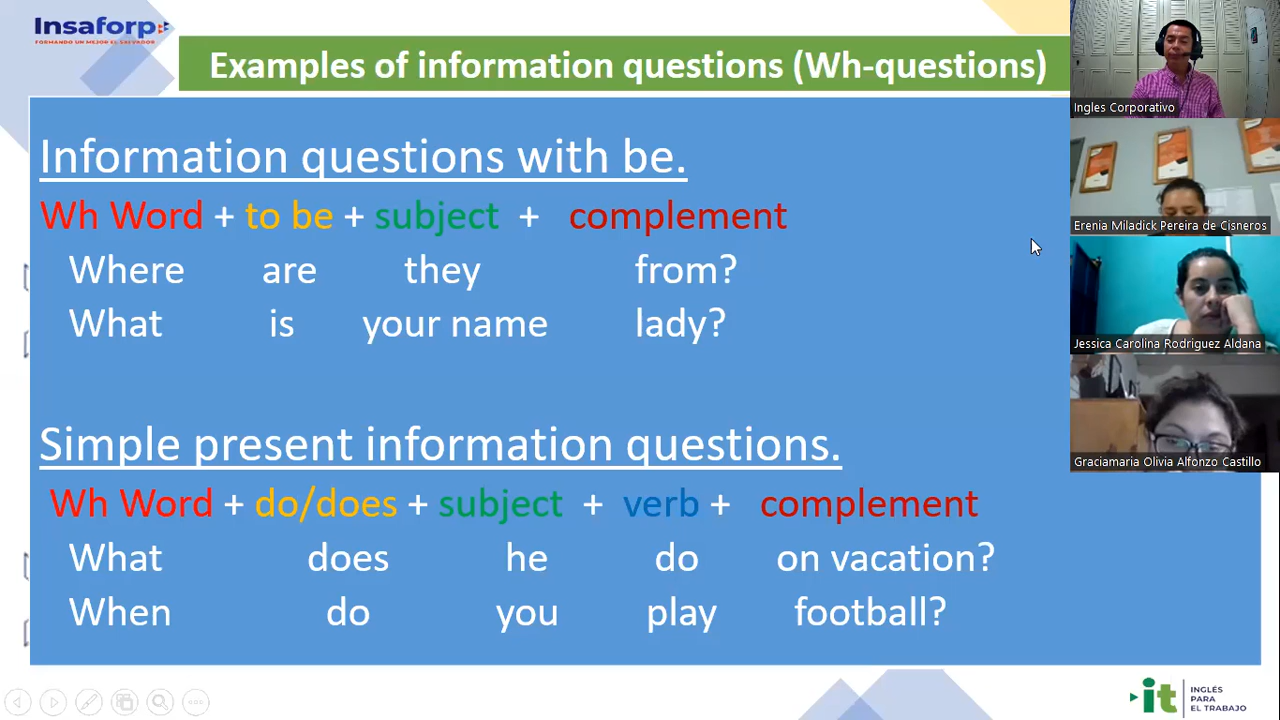 Insaforp
FORMANDO UN MEJOR EL SALVADOR
Examples of information questions (Wh-questions)
Information questions with be.
Wh Word + to be + subject + complement
Where are they from?
What is your name lady?
Simple present information questions.
Wh Word + do/does + subject + verb + complement
What does he do on vacation?
When do you play football?
Ingles Corporativo
Erenia Miladick Pereira de Cisneros
Jessica Carolina Rodriguez Aldana
Graciamaria Olivia Alfonzo Castillo
it
INGLÉS
PARA
EL TRABAJO